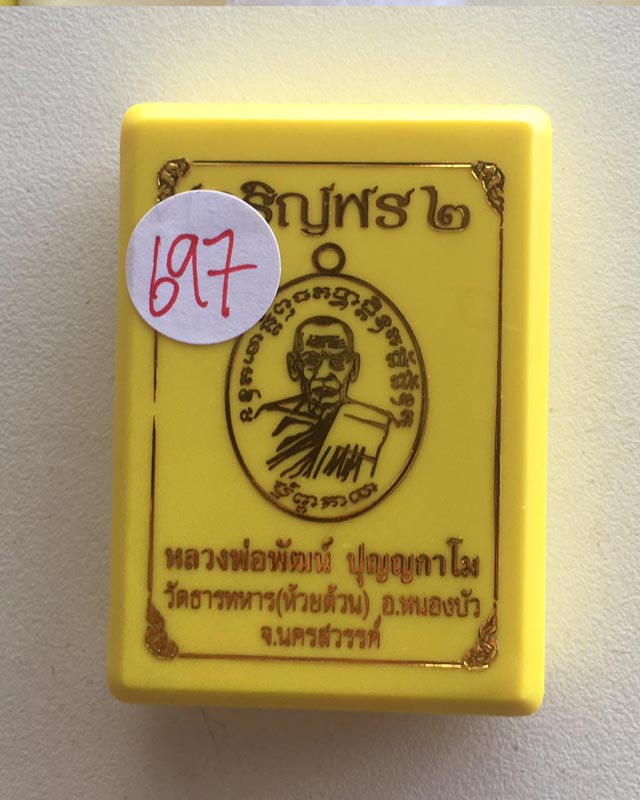 ริญพร ๒
697
หลวงพ่อพัฒน์ ปุญญกาโม
วัดธารทหาร(ห้วยด้วน) อ.หนองบัว
จ.นครสวรรค์